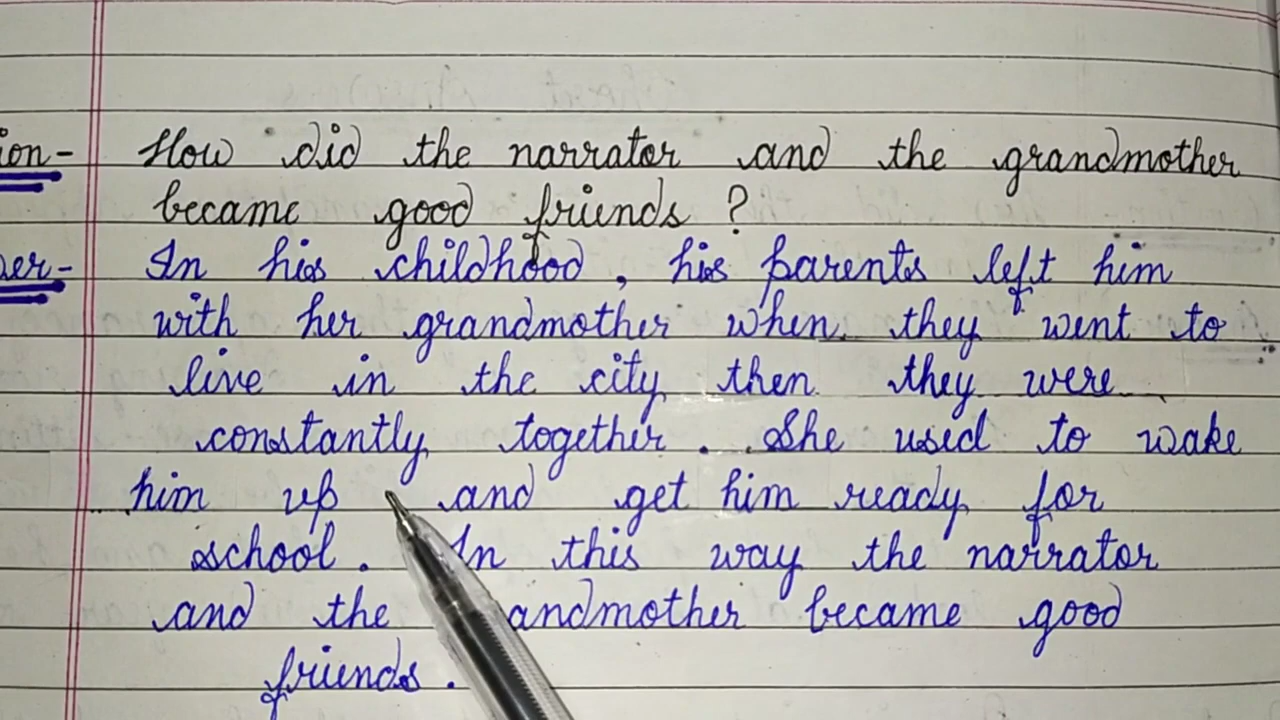 ion- How did the narrator and the grandmother
became good friends ?
wer- In his childhood, his parents left him
with her grandmother when they went to
live in the city then they were
constantly together. She used to wake
him up and get him ready for
school. In this way the narrator
and the andmother became good
friends.